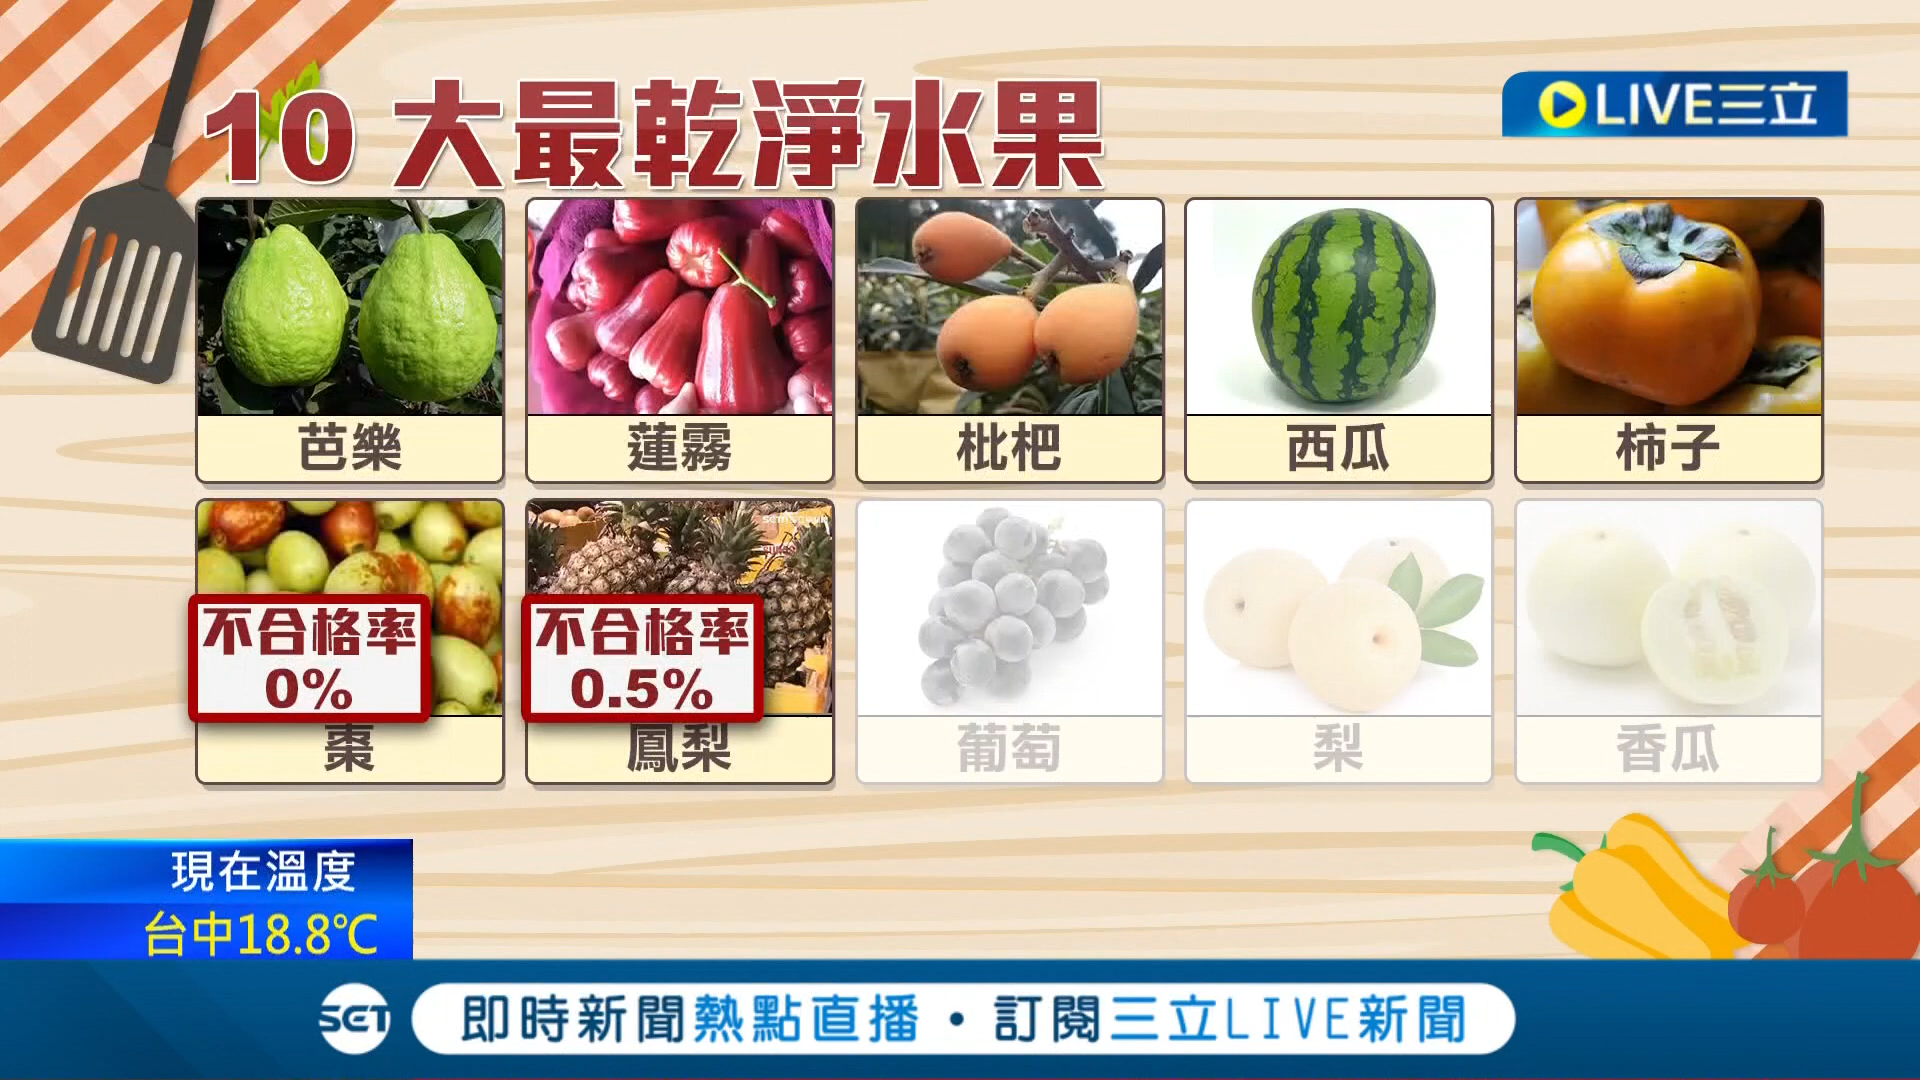 10 大最乾淨水果
LIVE三立
芭樂
蓮霧
枇杷
西瓜
柿子
不合格率
0%
棗
不合格率
0.5%
鳳梨
葡萄
梨
香瓜
現在溫度
台中18.8℃
SET
即時新聞熱點直播・訂閱三立LIVE新聞